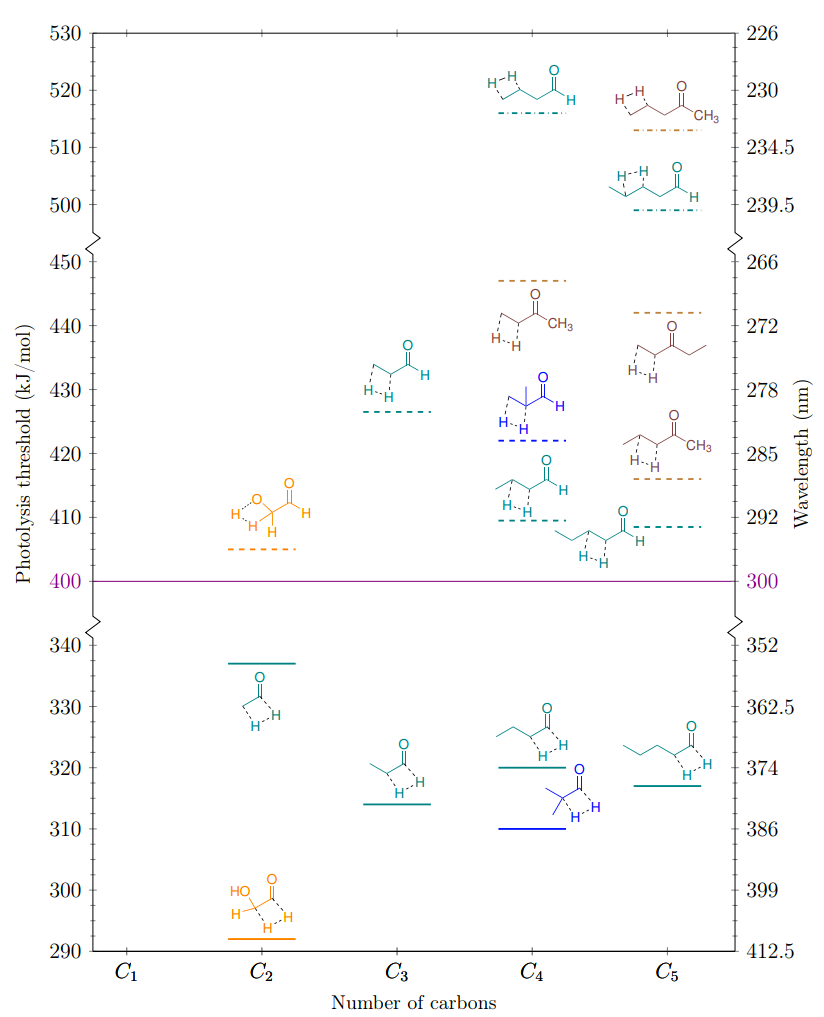 530 226
O
H H
H
520 230
O
H H
CH₃
510 234.5
O
H H
H
500 239.5
450 266
O
CH₃
H H
440 272
O
H
H H
O
H H
430 278
O
H
H H
O
CH₃
H H
420 285
O
H
H H
O
O
H
H H
H
410 292
O
H
H H
400 300
340 352
O
H
H
330 362.5
O
H
H
O
H
H
O
H
H
320 374
O
H
H
310 386
O
HO
H
H
H
300 399
290 412.5
C₁ C₂ C₃ C₄ C₅
Number of carbons
Photolysis threshold (kJ/mol)
Wavelength (nm)